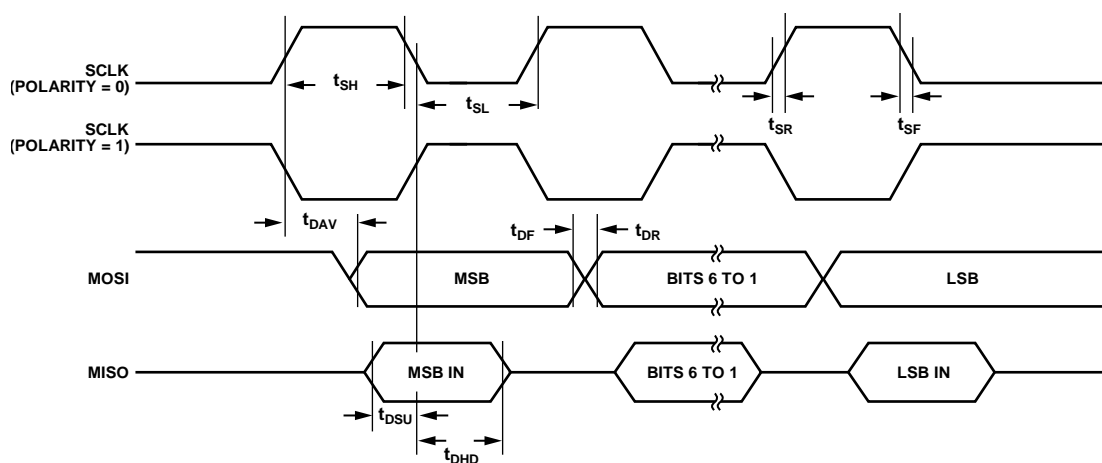 SCLK
(POLARITY = 0)
tSH
tSL
tSR
tSF
SCLK
(POLARITY = 1)
tDAV
tDF
tDR
MOSI
MSB
BITS 6 TO 1
LSB
MISO
MSB IN
BITS 6 TO 1
LSB IN
tDSU
tDHD